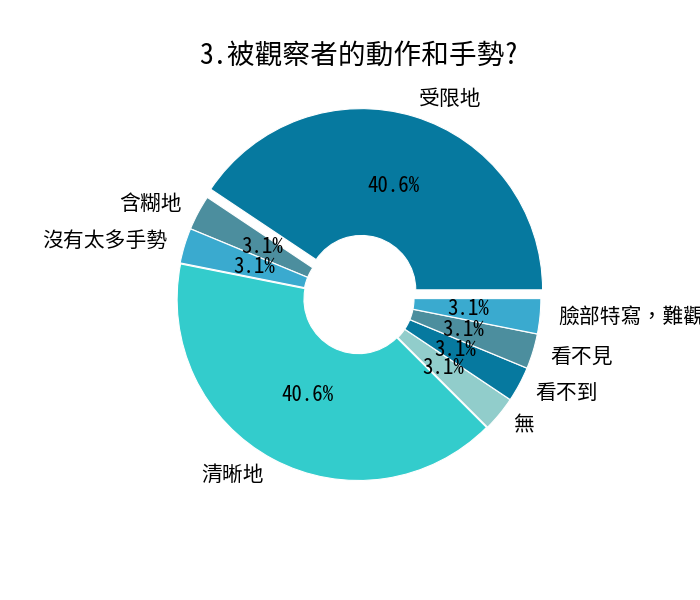 3.被觀察者的動作和手勢?
受限地
40.6%
含糊地
3.1%
沒有太多手勢
3.1%
3.1%
臉部特寫，難觀
3.1%
看不見
3.1%
看不到
3.1%
無
40.6%
清晰地